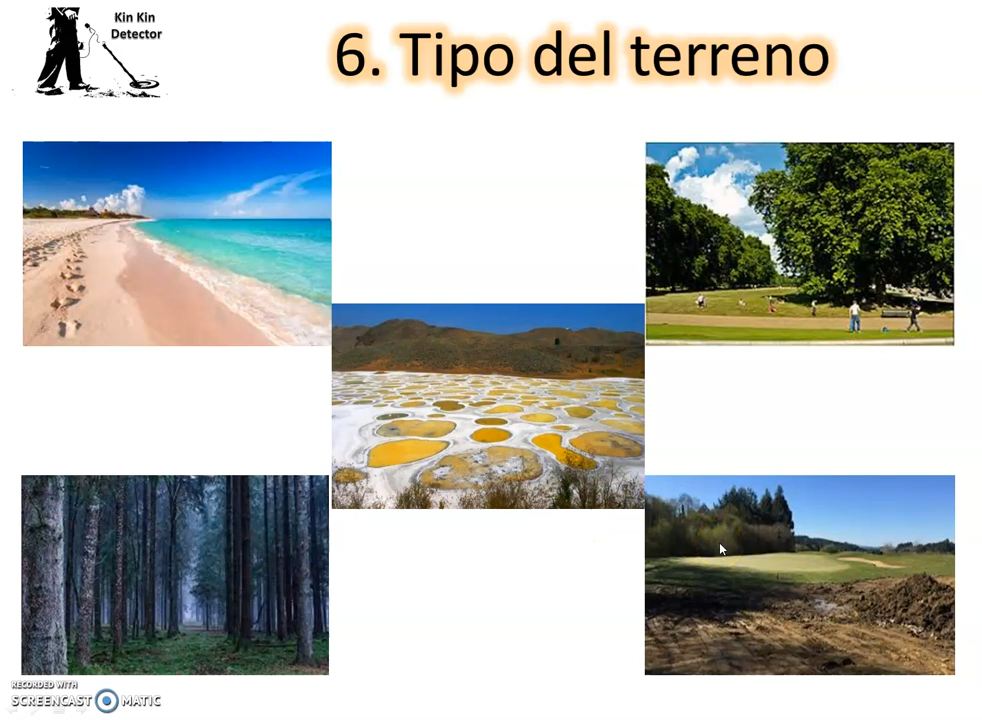 Kin Kin
Detector
6. Tipo del terreno
RECORDED WITH
SCREENCAST MATIC